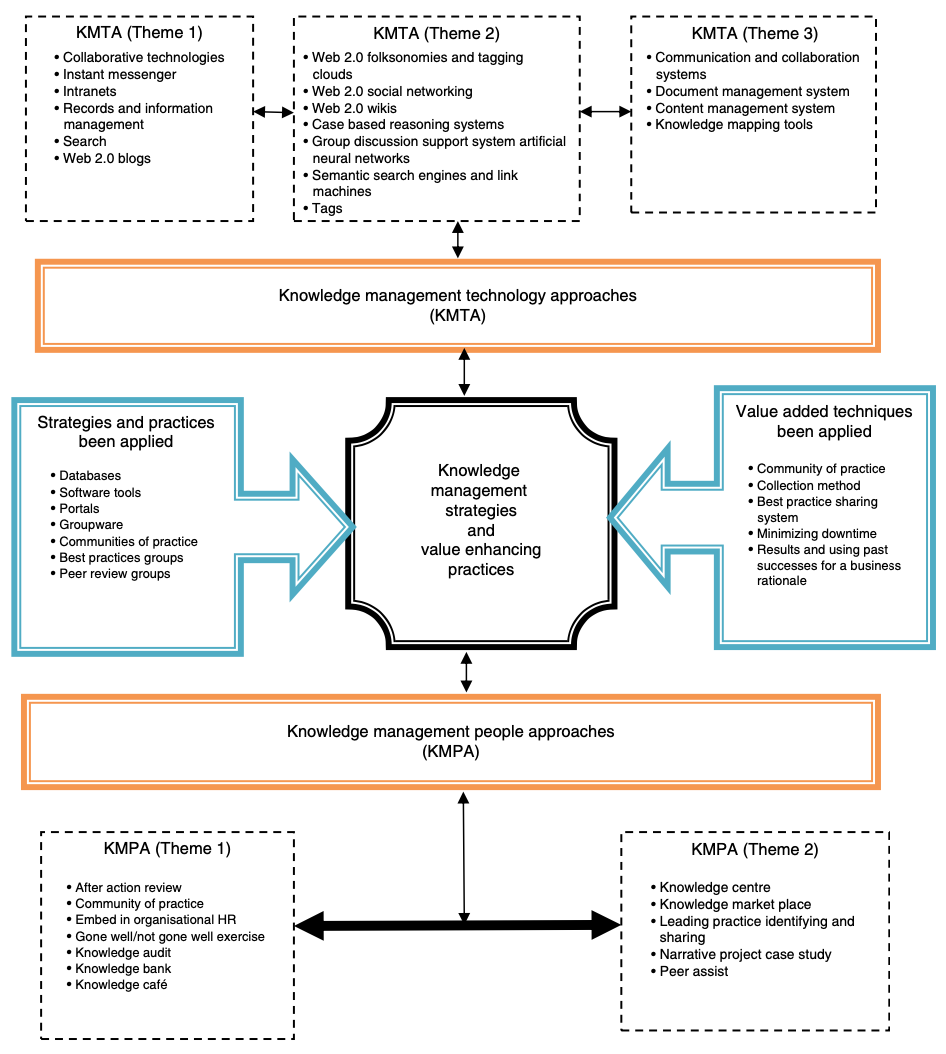 KMTA (Theme 1)
• Collaborative technologies
• Instant messenger
• Intranets
• Records and information
management
• Search
• Web 2.0 blogs
KMTA (Theme 2)
• Web 2.0 folksonomies and tagging
clouds
• Web 2.0 social networking
• Web 2.0 wikis
• Case based reasoning systems
• Group discussion support system artificial
neural networks
• Semantic search engines and link
machines
• Tags
KMTA (Theme 3)
• Communication and collaboration
systems
• Document management system
• Content management system
• Knowledge mapping tools
Knowledge management technology approaches
(KMTA)
Strategies and practices
been applied
• Databases
• Software tools
• Portals
• Groupware
• Communities of practice
• Best practices groups
• Peer review groups
Knowledge
management
strategies
and
value enhancing
practices
Value added techniques
been applied
• Community of practice
• Collection method
• Best practice sharing
system
• Minimizing downtime
• Results and using past
successes for a business
rationale
Knowledge management people approaches
(KMPA)
KMPA (Theme 1)
• After action review
• Community of practice
• Embed in organisational HR
• Gone well/not gone well exercise
• Knowledge audit
• Knowledge bank
• Knowledge café
KMPA (Theme 2)
• Knowledge centre
• Knowledge market place
• Leading practice identifying and
sharing
• Narrative project case study
• Peer assist